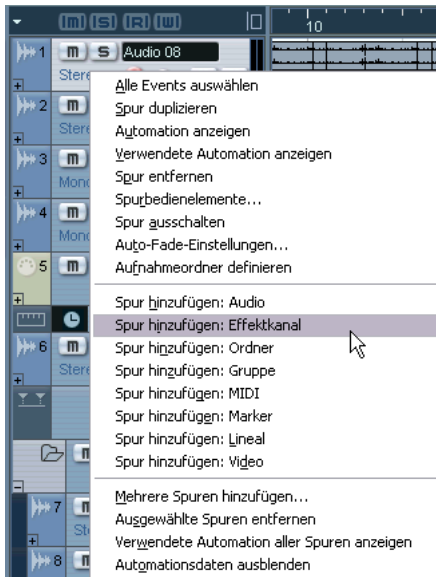 m S R W
10
1 m S Audio 08
Stere
Alle Events auswählen
2 m
Spur duplizieren
Stere
Automation anzeigen
Verwendete Automation anzeigen
3 m
Spur entfernen
Mono
Spurbedienelemente...
4 m
Spur ausschalten
Mono
Auto-Fade-Einstellungen...
5 m
Aufnahmeordner definieren
Spur hinzufügen: Audio
Spur hinzufügen: Effektkanal
6 m
Spur hinzufügen: Ordner
Stere
Spur hinzufügen: Gruppe
Spur hinzufügen: MIDI
Spur hinzufügen: Marker
Spur hinzufügen: Lineal
m
Spur hinzufügen: Video
Mehrere Spuren hinzufügen...
7 m
Ausgewählte Spuren entfernen
St
Verwendete Automation aller Spuren anzeigen
8 m
Automationsdaten ausblenden